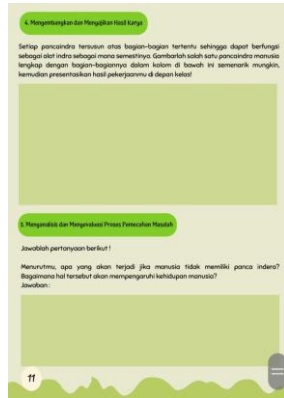 4. Mengembangkan dan Menyajikan Hasil Karya
Setiap pancaindra tersusun atas bagian-bagian tertentu sehingga dapat berfungsi
sebagai alat indra sebagai mana semestinya. Gambarlah salah satu pancaindra manusia
lengkap dengan bagian-bagiannya dalam kolom di bawah ini semenarik mungkin,
kemudian presentasikan hasil pekerjaanmu di depan kelas!
5. Menganalisis dan Mengevaluasi Proses Pemecahan Masalah
Jawablah pertanyaan berikut !
Menurutmu, apa yang akan terjadi jika manusia tidak memiliki panca indera?
Bagaimana hal tersebut akan mempengaruhi kehidupan manusia?
Jawaban :
11